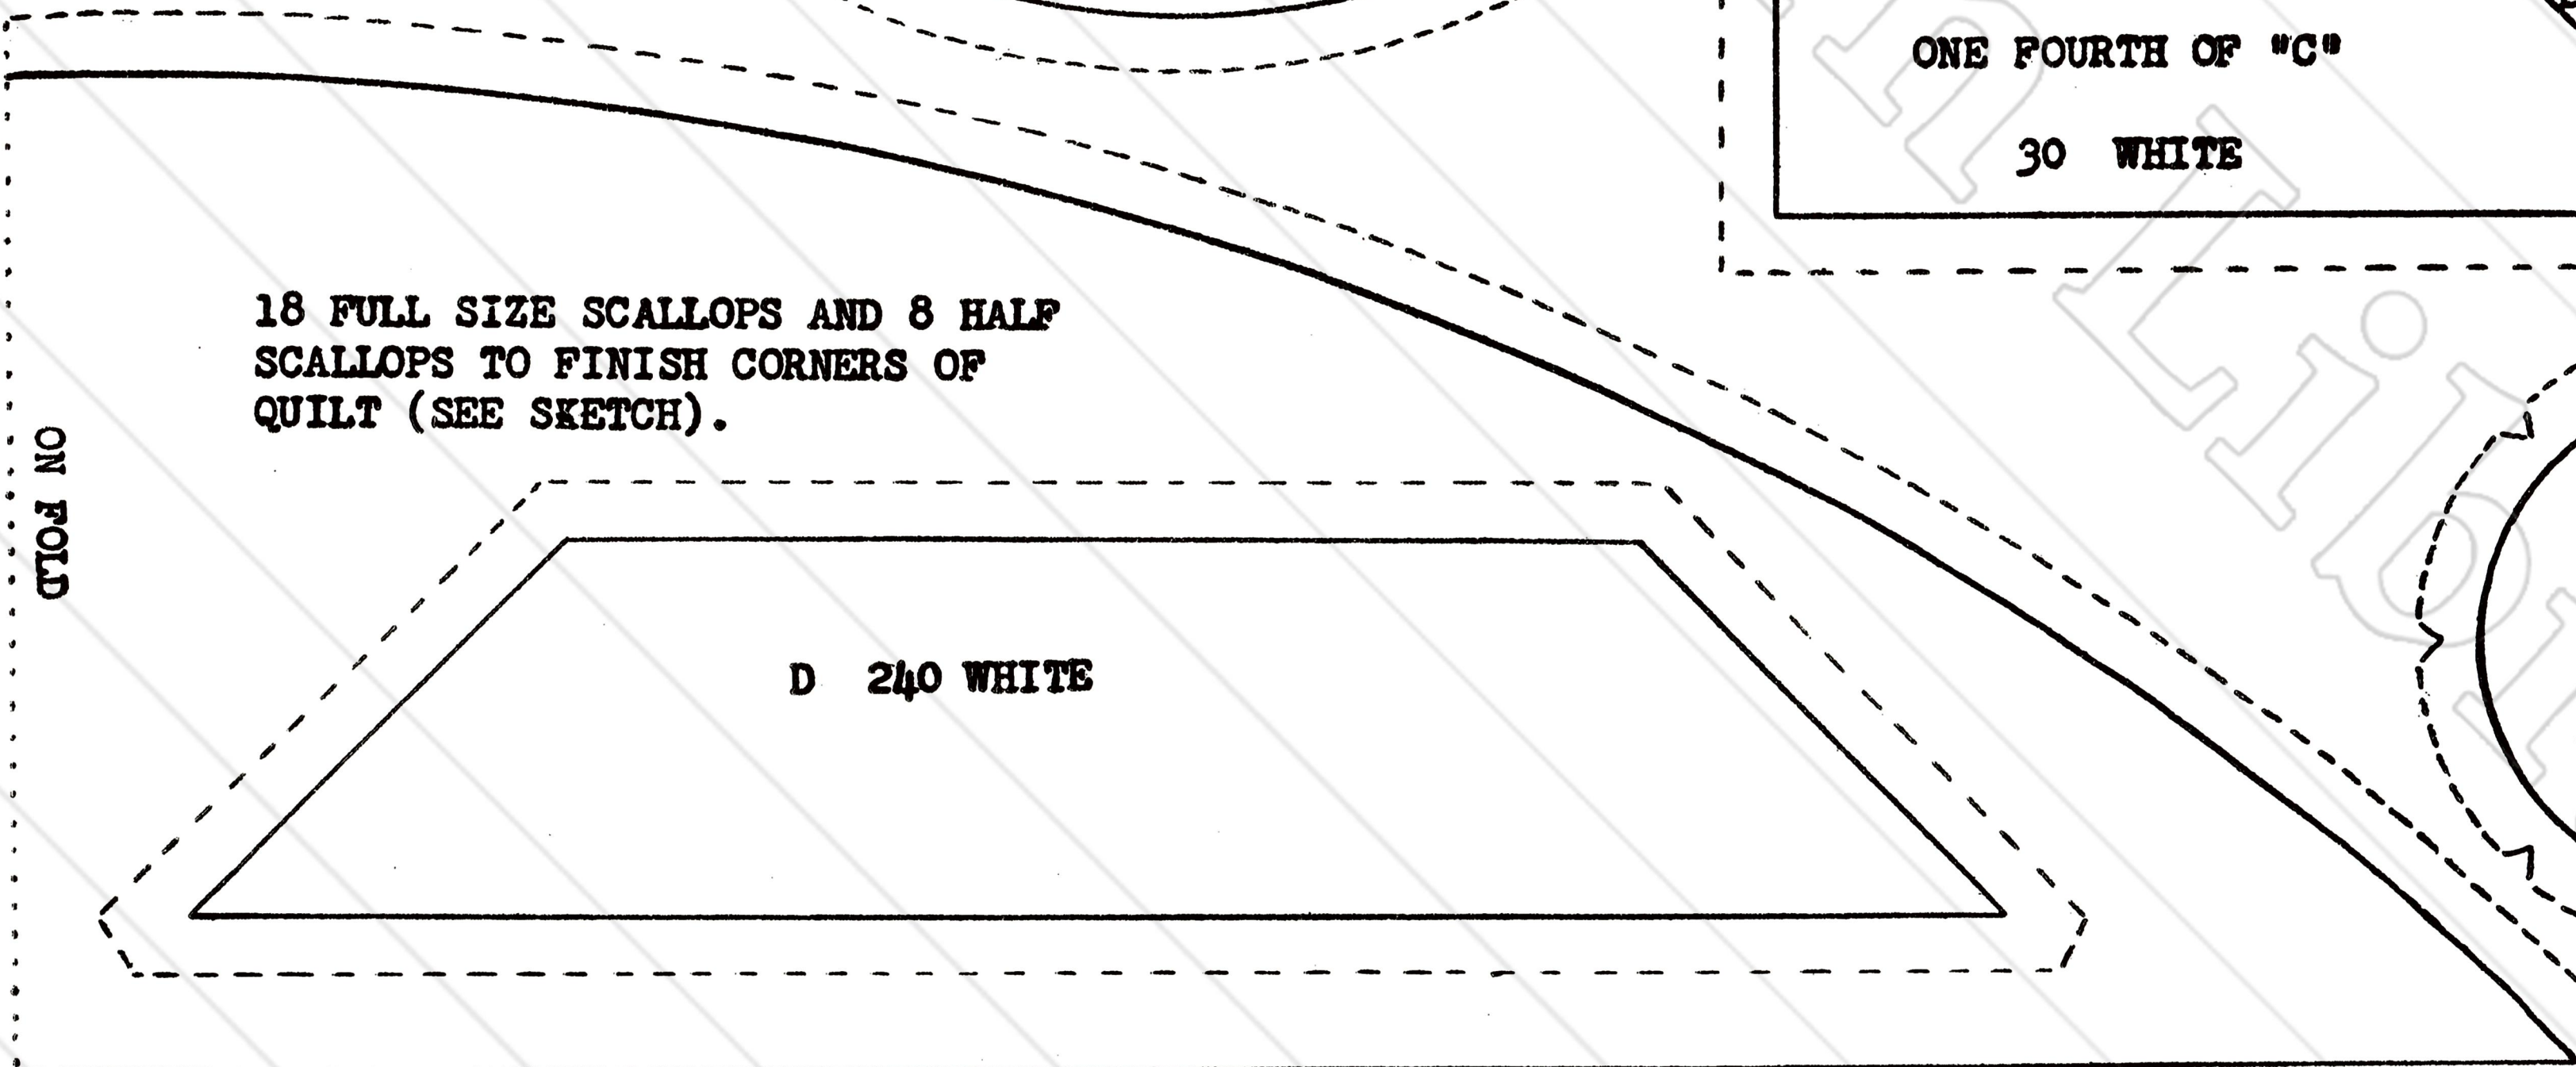 ONE FOURTH OF "C"
30 WHITE
18 FULL SIZE SCALLOPS AND 8 HALF
SCALLOPS TO FINISH CORNERS OF
QUILT (SEE SKETCH).
ON FOLD
D 240 WHITE